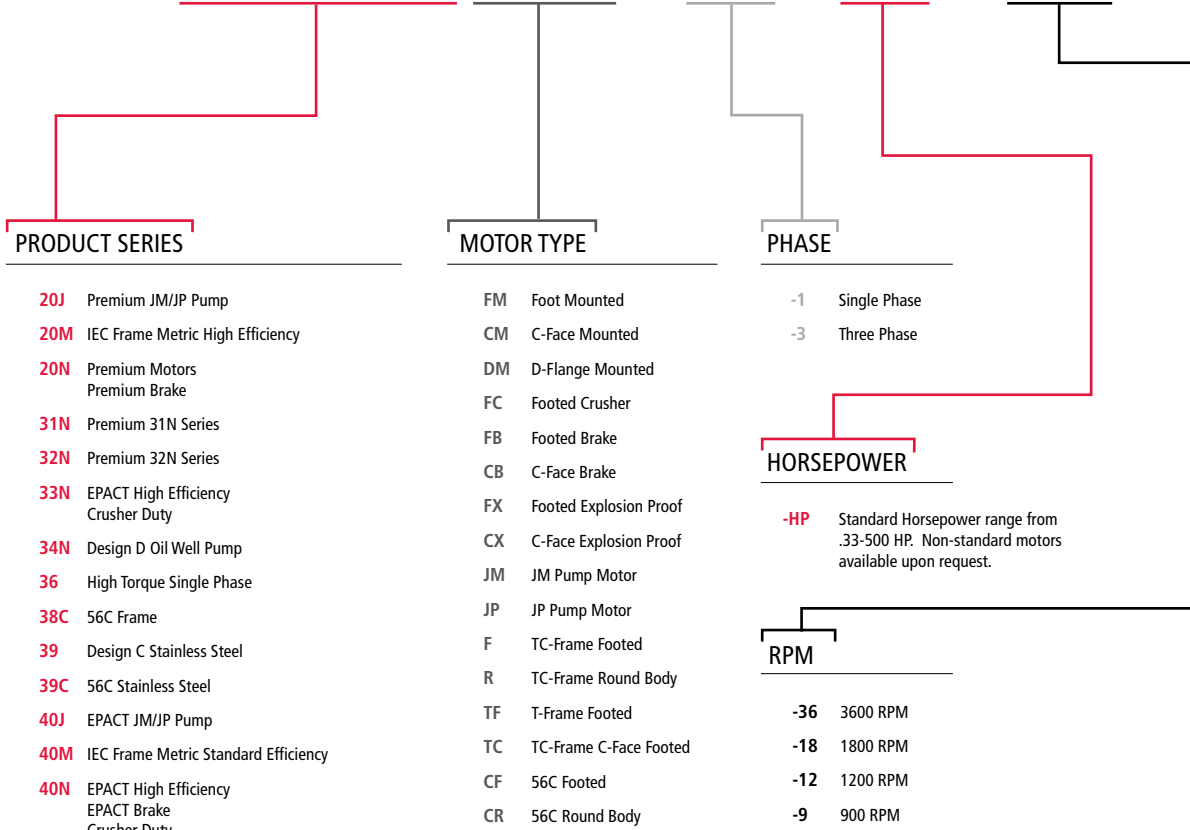 PRODUCT SERIES
20J Premium JM/JP Pump
20M IEC Frame Metric High Efficiency
20N Premium Motors
Premium Brake
31N Premium 31N Series
32N Premium 32N Series
33N EPACT High Efficiency
Crusher Duty
34N Design D Oil Well Pump
36 High Torque Single Phase
38C 56C Frame
39 Design C Stainless Steel
39C 56C Stainless Steel
40J EPACT JM/JP Pump
40M IEC Frame Metric Standard Efficiency
40N EPACT High Efficiency
EPACT Brake
Crusher Duty
MOTOR TYPE
FM Foot Mounted
CM C-Face Mounted
DM D-Flange Mounted
FC Footed Crusher
FB Footed Brake
CB C-Face Brake
FX Footed Explosion Proof
CX C-Face Explosion Proof
JM JM Pump Motor
JP JP Pump Motor
F TC-Frame Footed
R TC-Frame Round Body
TF T-Frame Footed
TC TC-Frame C-Face Footed
CF 56C Footed
CR 56C Round Body
PHASE
-1 Single Phase
-3 Three Phase
HORSEPOWER
-HP Standard Horsepower range from
.33-500 HP. Non-standard motors
available upon request.
RPM
-36 3600 RPM
-18 1800 RPM
-12 1200 RPM
-9 900 RPM